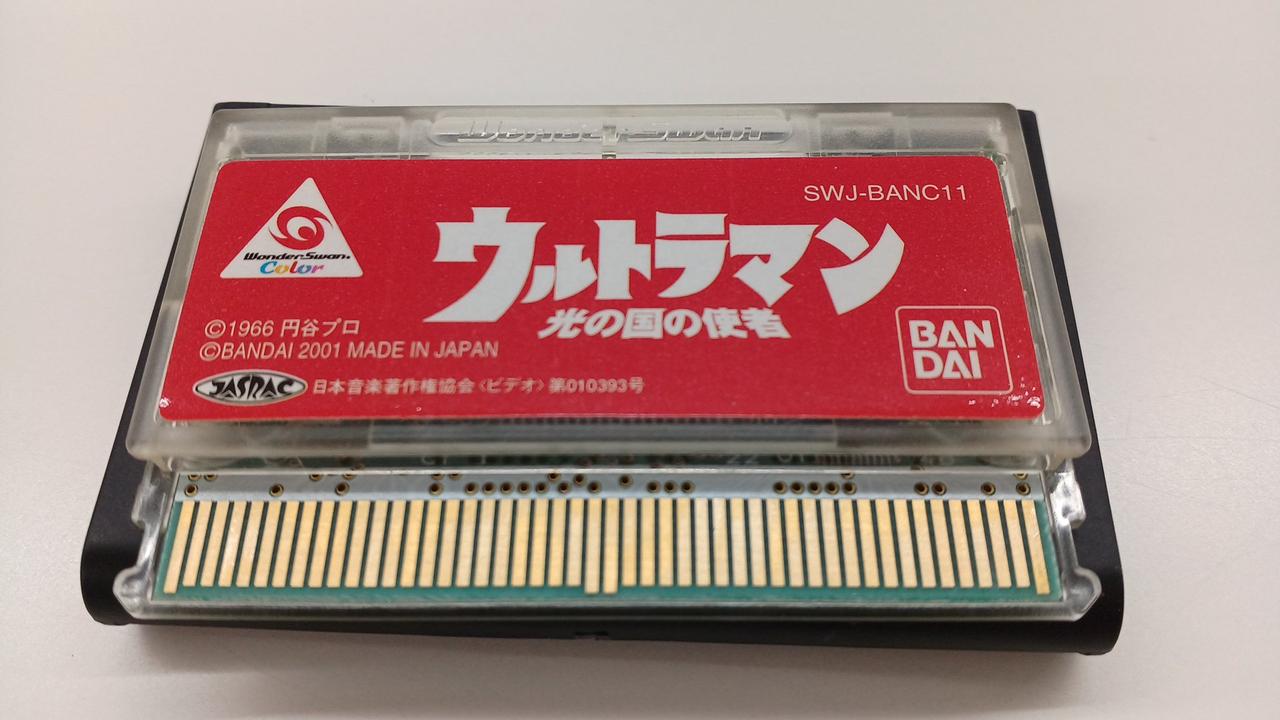 WonderSwan
SWJ-BANC11
WonderSwan
Color
ウルトラマン
光の国の使者
©1966 円谷プロ
©BANDAI 2001 MADE IN JAPAN
BAN
DAI
JASRAC 日本音楽著作権協会〈ビデオ〉第010393号